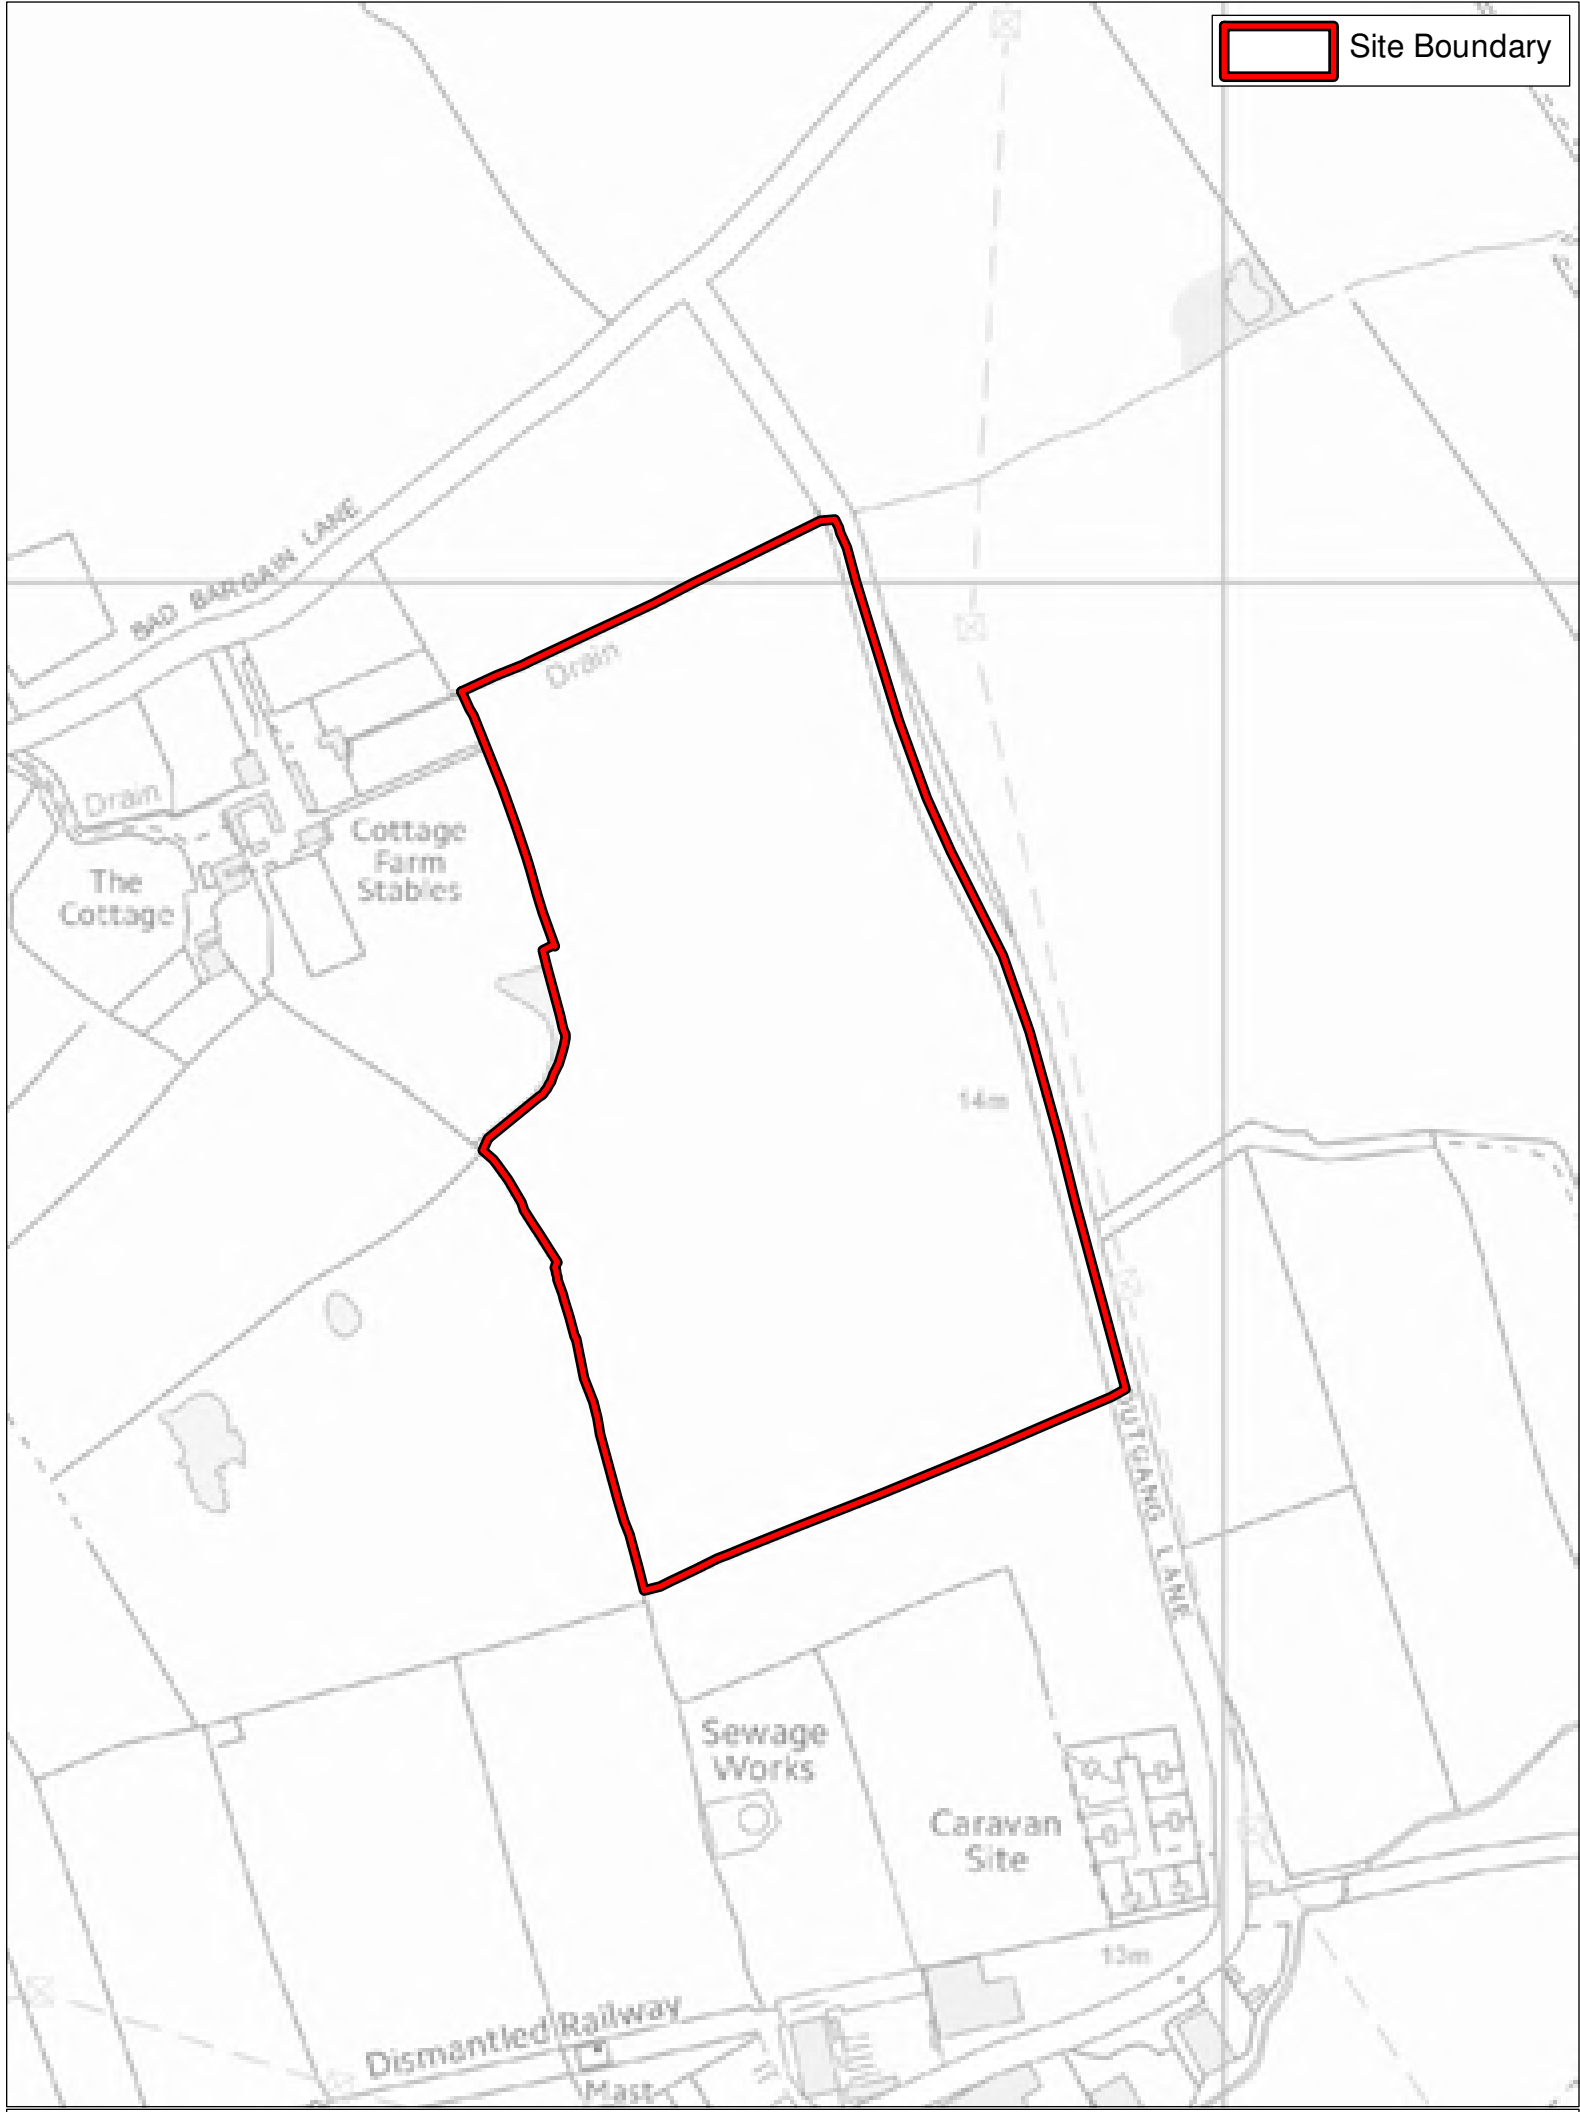 Site Boundary
BAD BARGAIN LANE
Drain
Drain
Cottage
Farm
Stables
The
Cottage
14m
OUTGANG LANE
Sewage
Works
Caravan
Site
13m
Dismantled Railway
Mast